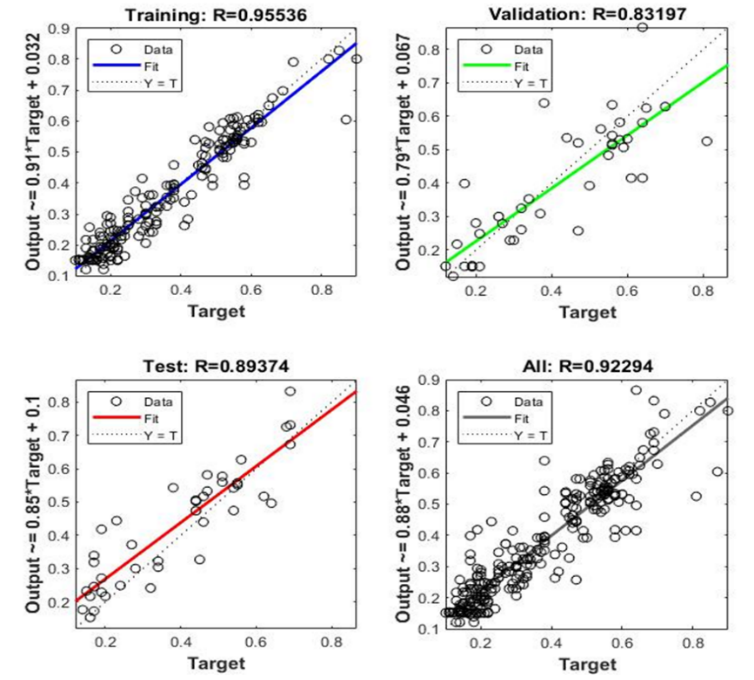 Training: R=0.95536
Output ~= 0.91*Target + 0.032
0.9
0.8
0.7
0.6
0.5
0.4
0.3
0.2
0.1
Data
Fit
Y = T
0.2 0.4 0.6 0.8
Target
Validation: R=0.83197
Output ~= 0.79*Target + 0.067
0.8
0.7
0.6
0.5
0.4
0.3
0.2
Data
Fit
Y = T
0.2 0.4 0.6 0.8
Target
Test: R=0.89374
Output ~= 0.85*Target + 0.1
0.8
0.7
0.6
0.5
0.4
0.3
0.2
Data
Fit
Y = T
0.2 0.4 0.6 0.8
Target
All: R=0.92294
Output ~= 0.88*Target + 0.046
0.9
0.8
0.7
0.6
0.5
0.4
0.3
0.2
0.1
Data
Fit
Y = T
0.2 0.4 0.6 0.8
Target